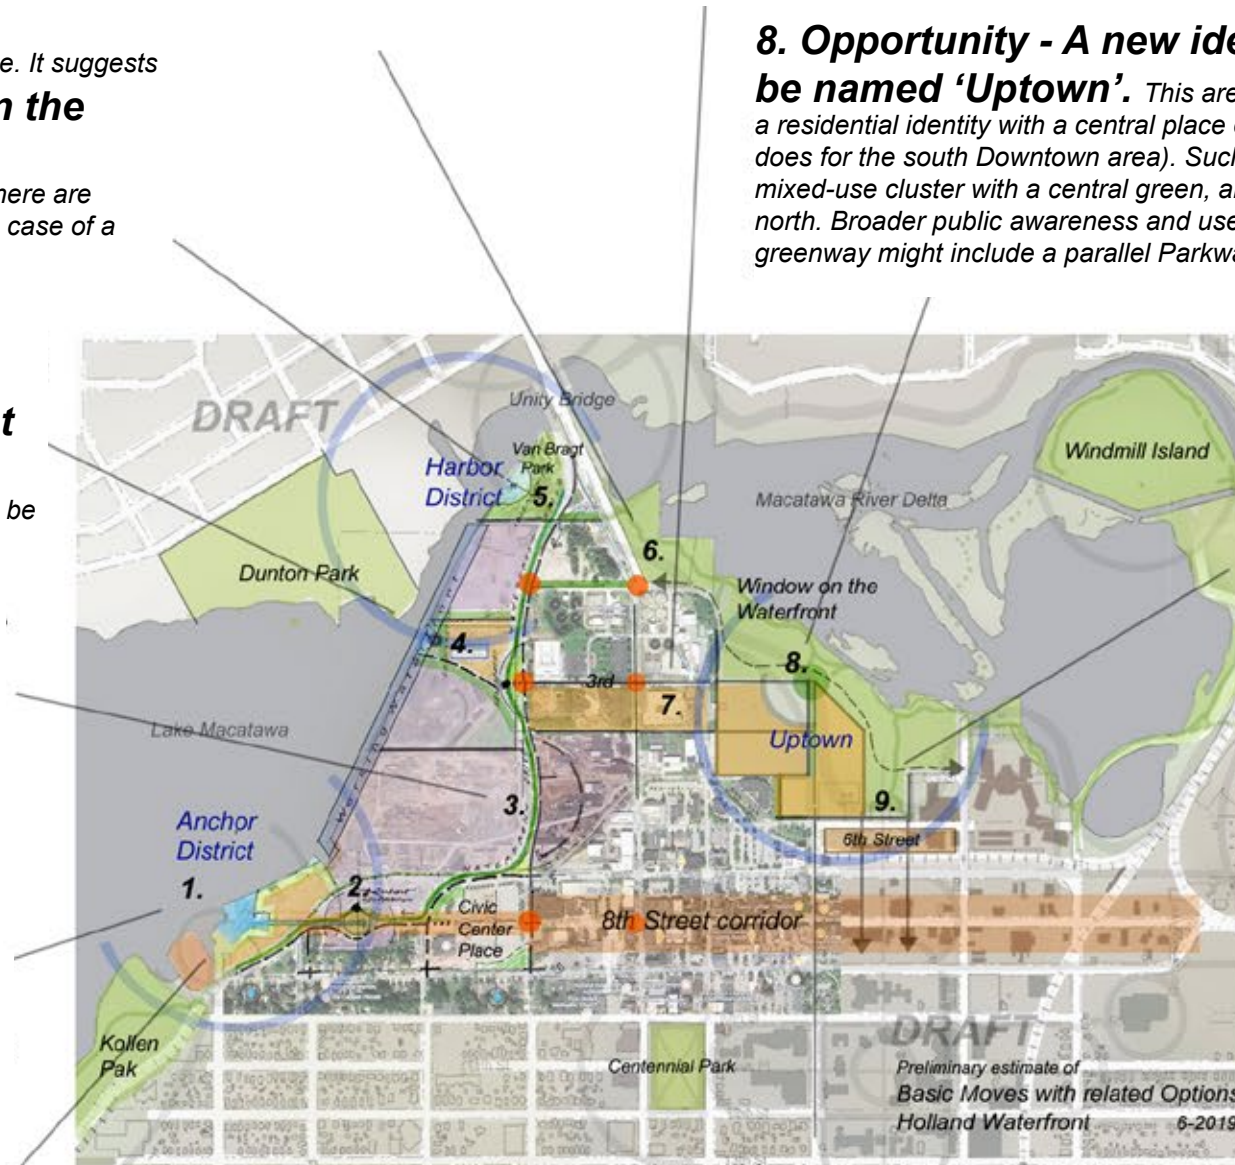 e. It suggests
n the
here are
case of a
t
be
8. Opportunity - A new ide
be named ‘Uptown’. This are
a residential identity with a central place
does for the south Downtown area). Such
mixed-use cluster with a central green, a
north. Broader public awareness and use
greenway might include a parallel Parkwa
DRAFT
Unity Bridge
Van Bragt
Park
Harbor
District
5.
Windmill Island
Macatawa River Delta
6.
Dunton Park
Window on the
Waterfront
4.
8.
3rd
7.
Working Waterfront
Lake Macatawa
Uptown
3.
9.
Anchor
District
6th Street
1.
2.
Civic
Center
Place
8th Street corridor
Kollen
Pak
Centennial Park
DRAFT
Preliminary estimate of
Basic Moves with related Options
Holland Waterfront 6-2019